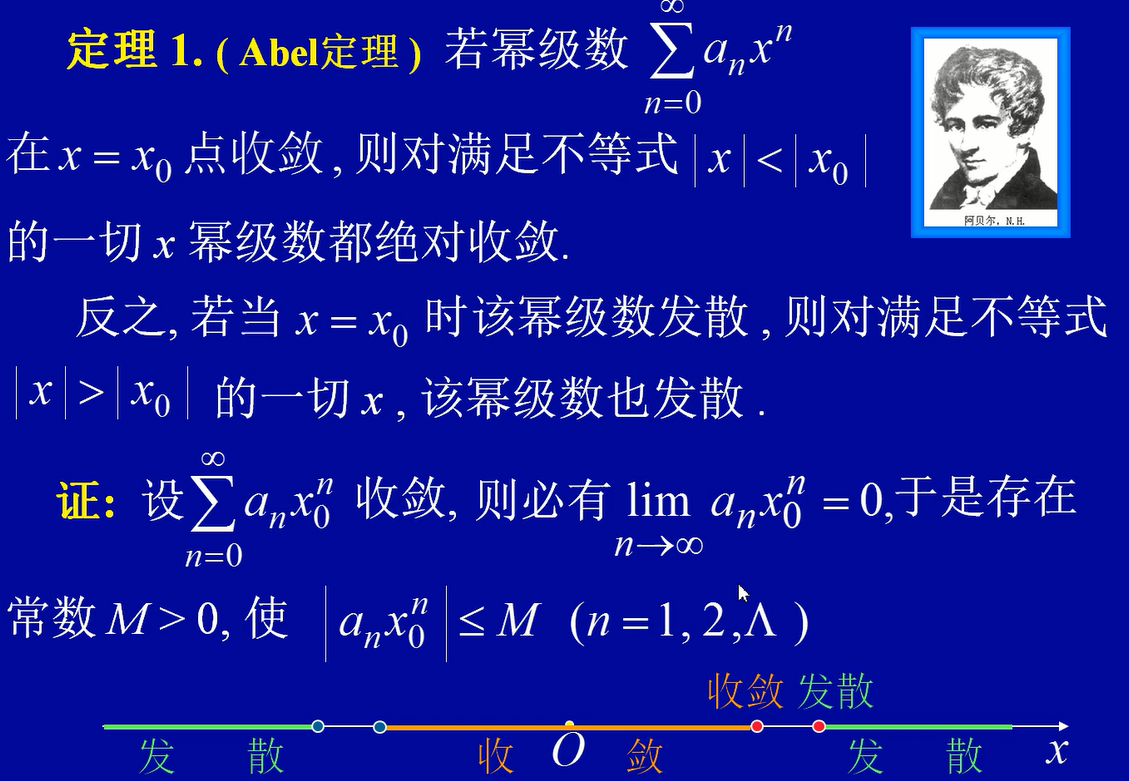 定理 1. ( Abel定理 ) 若幂级数 $\sum_{n=0}^{\infty} a_n x^n$
在 $x = x_0$ 点收敛 , 则对满足不等式 $|x| < |x_0|$
的一切 x 幂级数都绝对收敛.
反之, 若当 $x = x_0$ 时该幂级数发散 , 则对满足不等式
$|x| > |x_0|$ 的一切 x , 该幂级数也发散 .
证: 设 $\sum_{n=0}^{\infty} a_n x_0^n$ 收敛, 则必有 $\lim_{n \to \infty} a_n x_0^n = 0$,于是存在
常数 M > 0, 使 $|a_n x_0^n| \leq M$ (n = 1, 2, Λ )
阿贝尔, N.H.
收敛 发散
发 散 收 O 敛 发 散 x